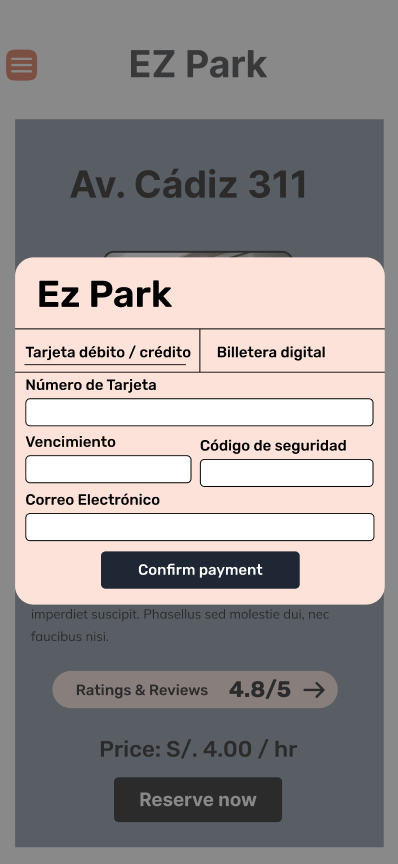 EZ Park
Av. Cádiz 311
Ez Park
Tarjeta débito / crédito
Billetera digital
Número de Tarjeta
Vencimiento
Código de seguridad
Correo Electrónico
Confirm payment
imperdiet suscipit. Phasellus sed molestie dui, nec
faucibus nisi.
Ratings & Reviews 4.8/5
Price: S/. 4.00 / hr
Reserve now